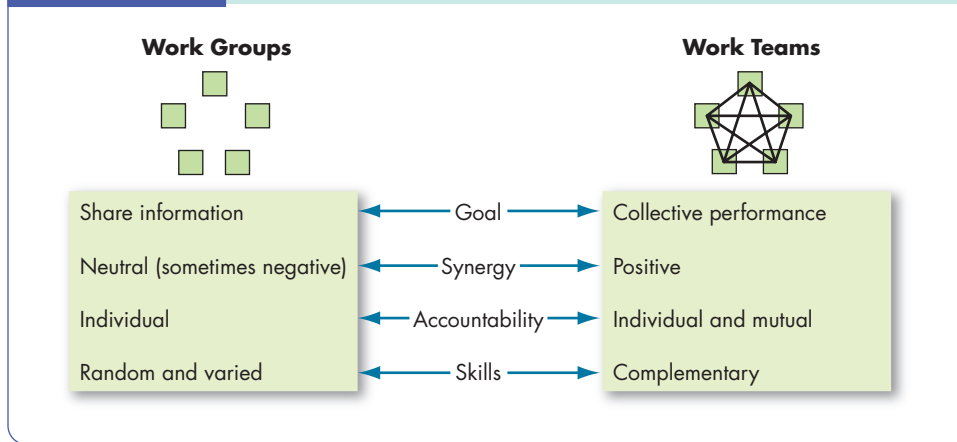 Work Groups
Work Teams
Share information
Goal
Collective performance
Neutral (sometimes negative)
Synergy
Positive
Individual
Accountability
Individual and mutual
Random and varied
Skills
Complementary